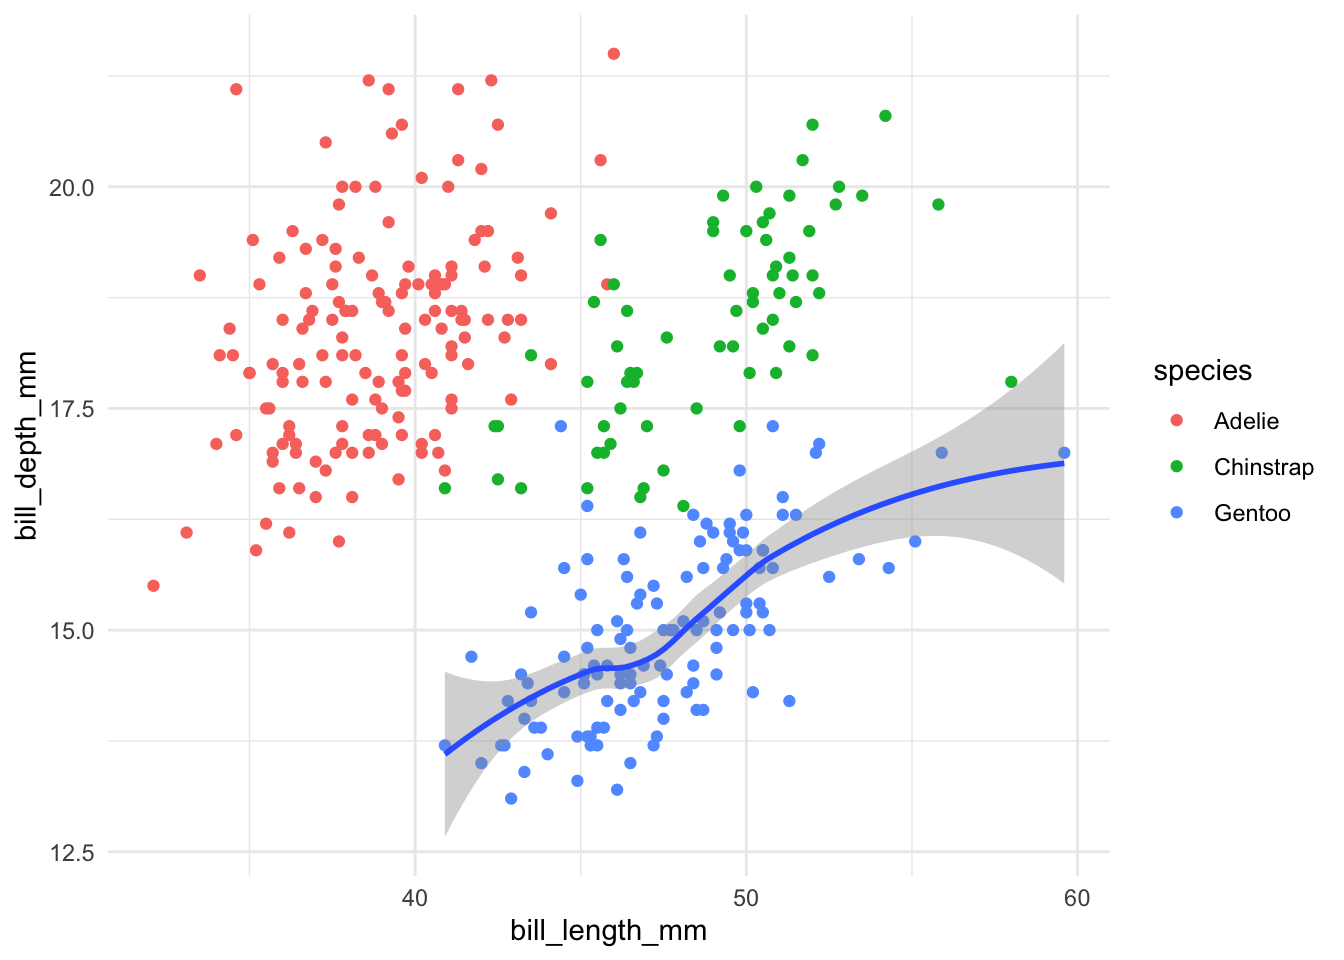 20.0
17.5
15.0
12.5
bill_depth_mm
40
50
60
bill_length_mm
species
Adelie
Chinstrap
Gentoo